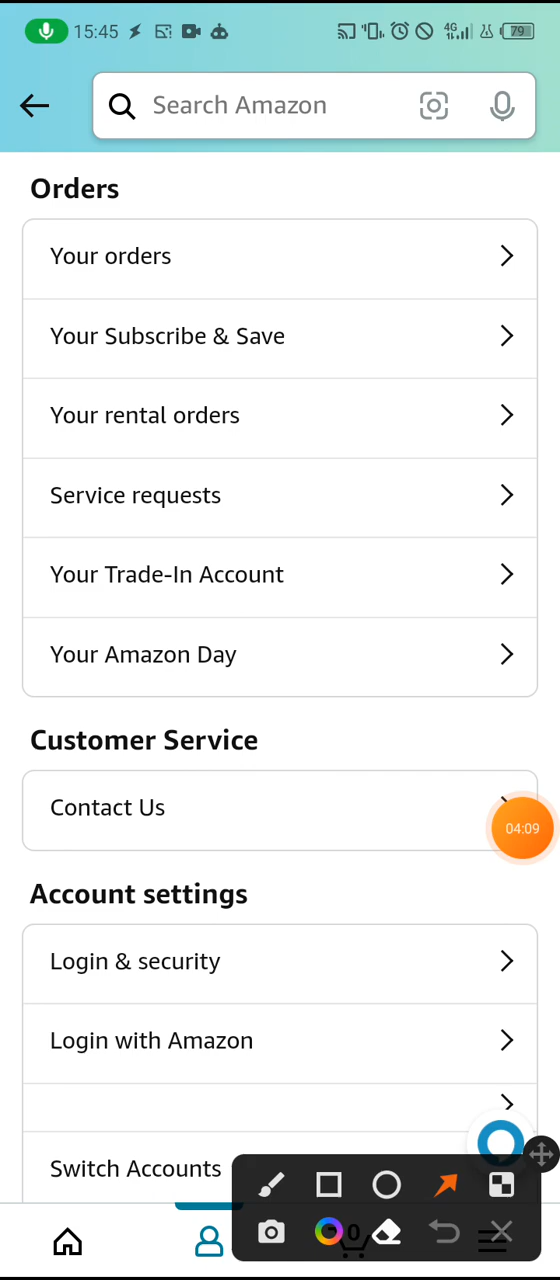 15:45 4G 79
Search Amazon
Orders
Your orders
Your Subscribe & Save
Your rental orders
Service requests
Your Trade-In Account
Your Amazon Day
Customer Service
Contact Us
04:09
Account settings
Login & security
Login with Amazon
Switch Accounts
0